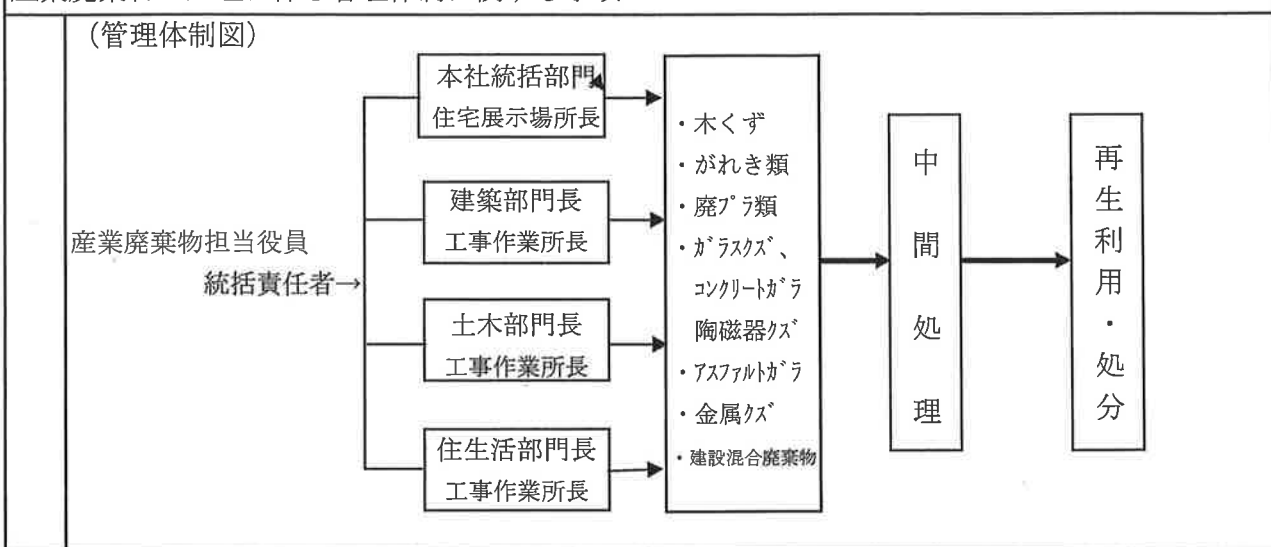 (管理体制図)
本社統括部門
住宅展示場所長
建築部門長
工事作業所長
産業廃棄物担当役員
統括責任者→
土木部門長
工事作業所長
住生活部門長
工事作業所長
・木くず
・がれき類
・廃プラ類
・ガラスクズ、
コンクリートガラ
陶磁器クズ
・アスファルトガラ
・金属クズ
・建設混合廃棄物
中間処理
再生利用・処分